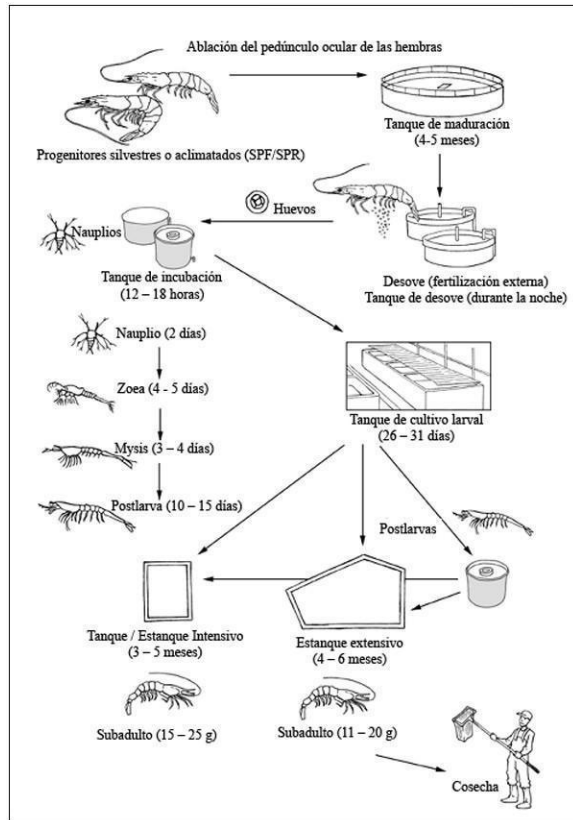 Ablación del pedúnculo ocular de las hembras
Tanque de maduración
(4-5 meses)
Progenitores silvestres o aclimatados (SPF/SPR)
Huevos
Nauplios
Tanque de incubación
(12 – 18 horas)
Desove (fertilización externa)
Tanque de desove (durante la noche)
Nauplio (2 días)
Zoea (4 - 5 días)
Mysis (3 – 4 días)
Postlarva (10 – 15 días)
Tanque de cultivo larval
(26 – 31 días)
Postlarvas
Tanque / Estanque Intensivo
(3 – 5 meses)
Estanque extensivo
(4 – 6 meses)
Subadulto (15 – 25 g)
Subadulto (11 – 20 g)
Cosecha